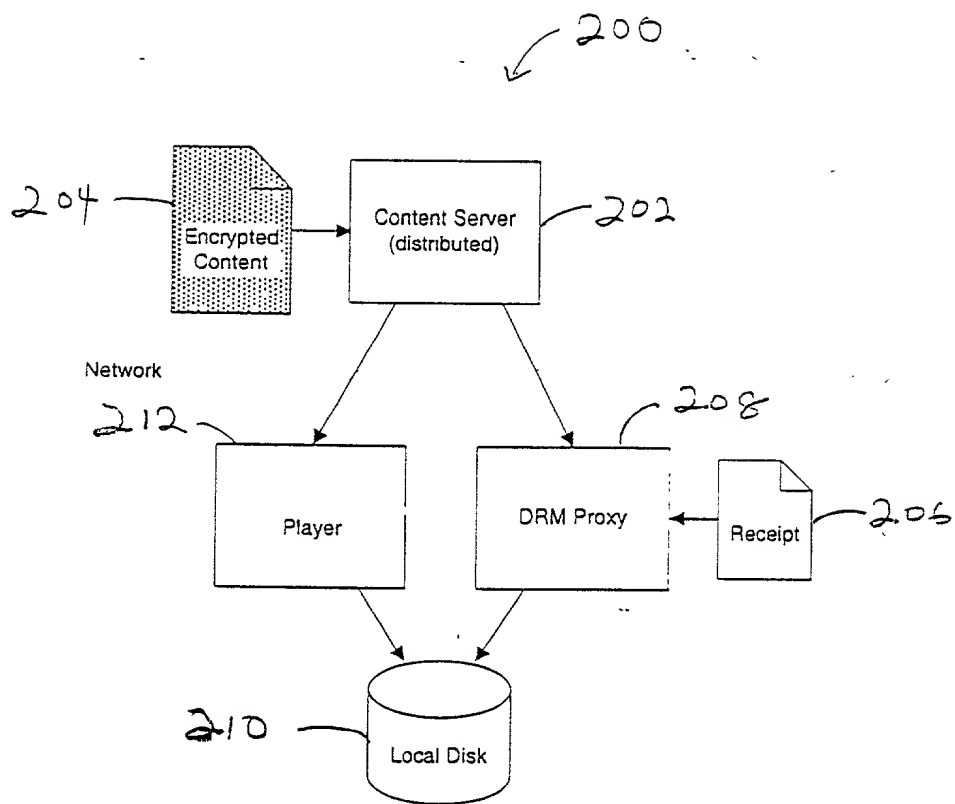 200
204
Encrypted
Content
Content Server
(distributed)
202
Network
212
Player
208
DRM Proxy
Receipt
206
210
Local Disk